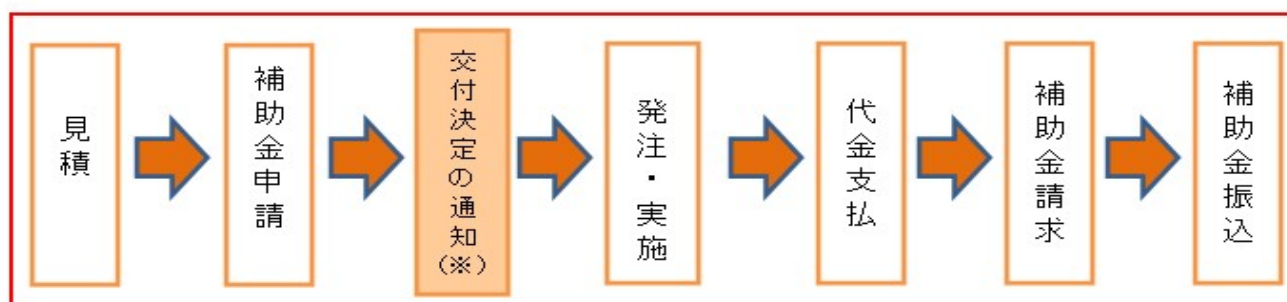 見積
補助金申請
交付決定の通知(※)
発注・実施
代金支払
補助金請求
補助金振込